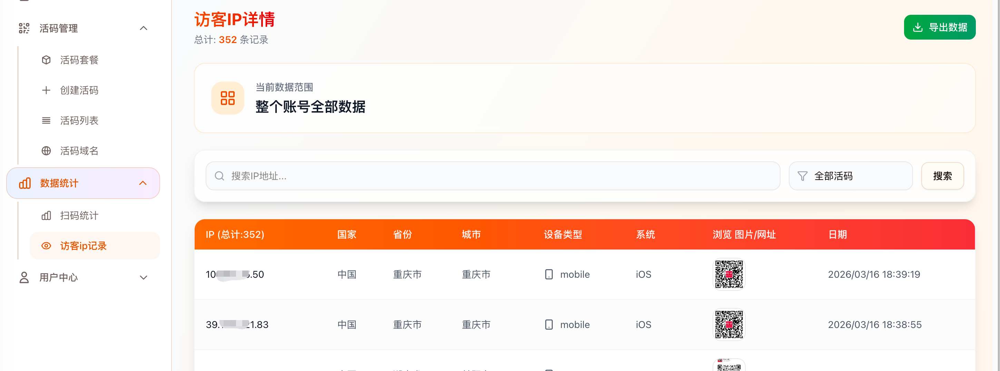 活码管理
活码套餐
创建活码
活码列表
活码域名
数据统计
扫码统计
访客ip记录
用户中心
访客IP详情
总计: 352 条记录
导出数据
当前数据范围
整个账号全部数据
搜索IP地址...
全部活码
搜索
IP (总计:352) 国家 省份 城市 设备类型 系统 浏览 图片/网址 日期
10 .50 中国 重庆市 重庆市 mobile iOS 2026/03/16 18:39:19
39. 1.83 中国 重庆市 重庆市 mobile iOS 2026/03/16 18:38:55